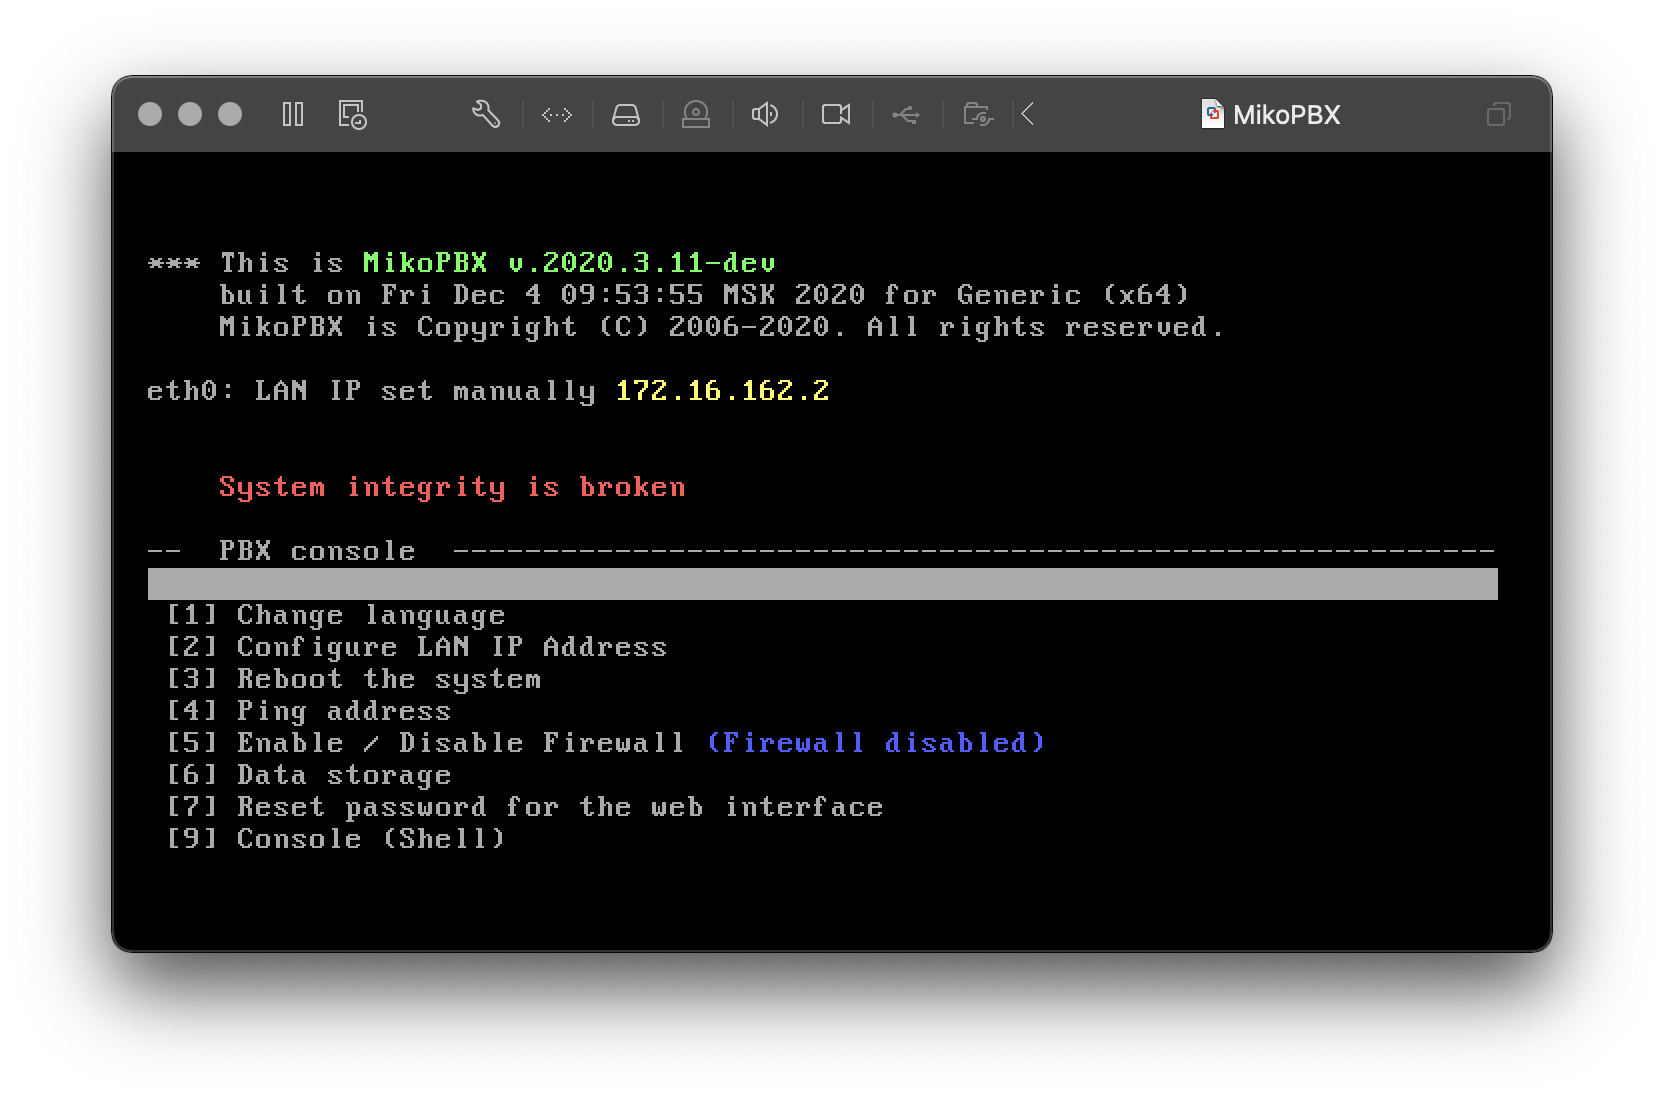 MikoPBX
*** This is MikoPBX v.2020.3.11-dev
built on Fri Dec 4 09:53:55 MSK 2020 for Generic (x64)
MikoPBX is Copyright (C) 2006-2020. All rights reserved.
eth0: LAN IP set manually 172.16.162.2
System integrity is broken
-- PBX console ----------------------------------------------------------
[1] Change language
[2] Configure LAN IP Address
[3] Reboot the system
[4] Ping address
[5] Enable / Disable Firewall (Firewall disabled)
[6] Data storage
[7] Reset password for the web interface
[9] Console (Shell)